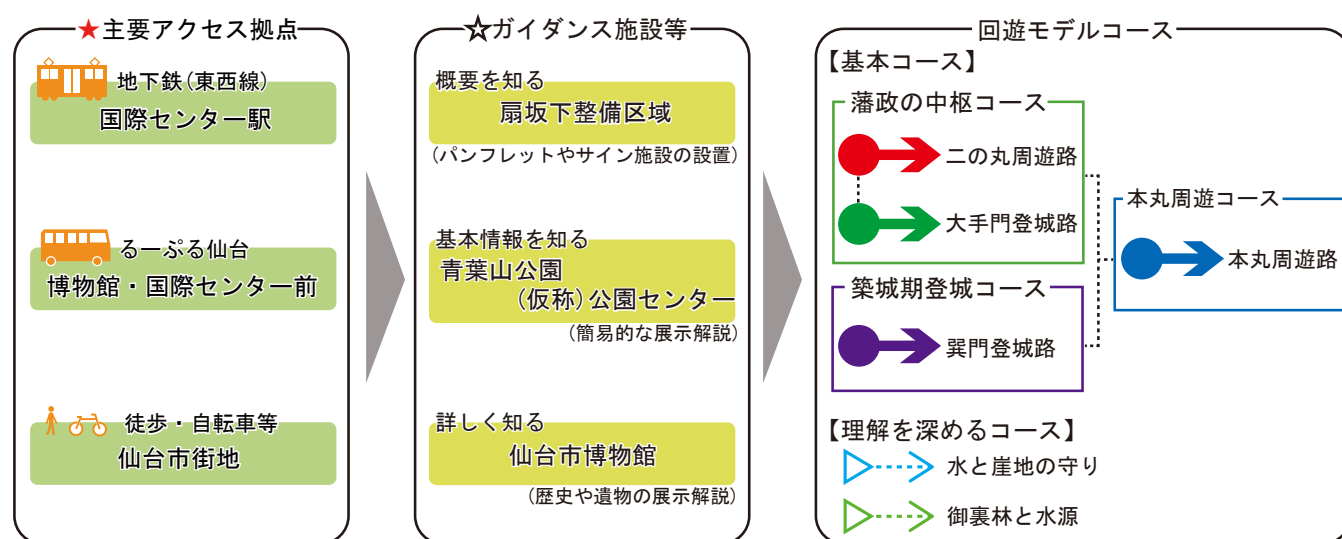 ★主要アクセス拠点
地下鉄(東西線)
国際センター駅
るーぷる仙台
博物館・国際センター前
徒歩・自転車等
仙台市街地
☆ガイダンス施設等
概要を知る
扇坂下整備区域
(パンフレットやサイン施設の設置)
基本情報を知る
青葉山公園
(仮称)公園センター
(簡易的な展示解説)
詳しく知る
仙台市博物館
(歴史や遺物の展示解説)
回遊モデルコース
【基本コース】
藩政の中枢コース
二の丸周遊路
大手門登城路
築城期登城コース
巽門登城路
本丸周遊コース
本丸周遊路
【理解を深めるコース】
水と崖地の守り
御裏林と水源